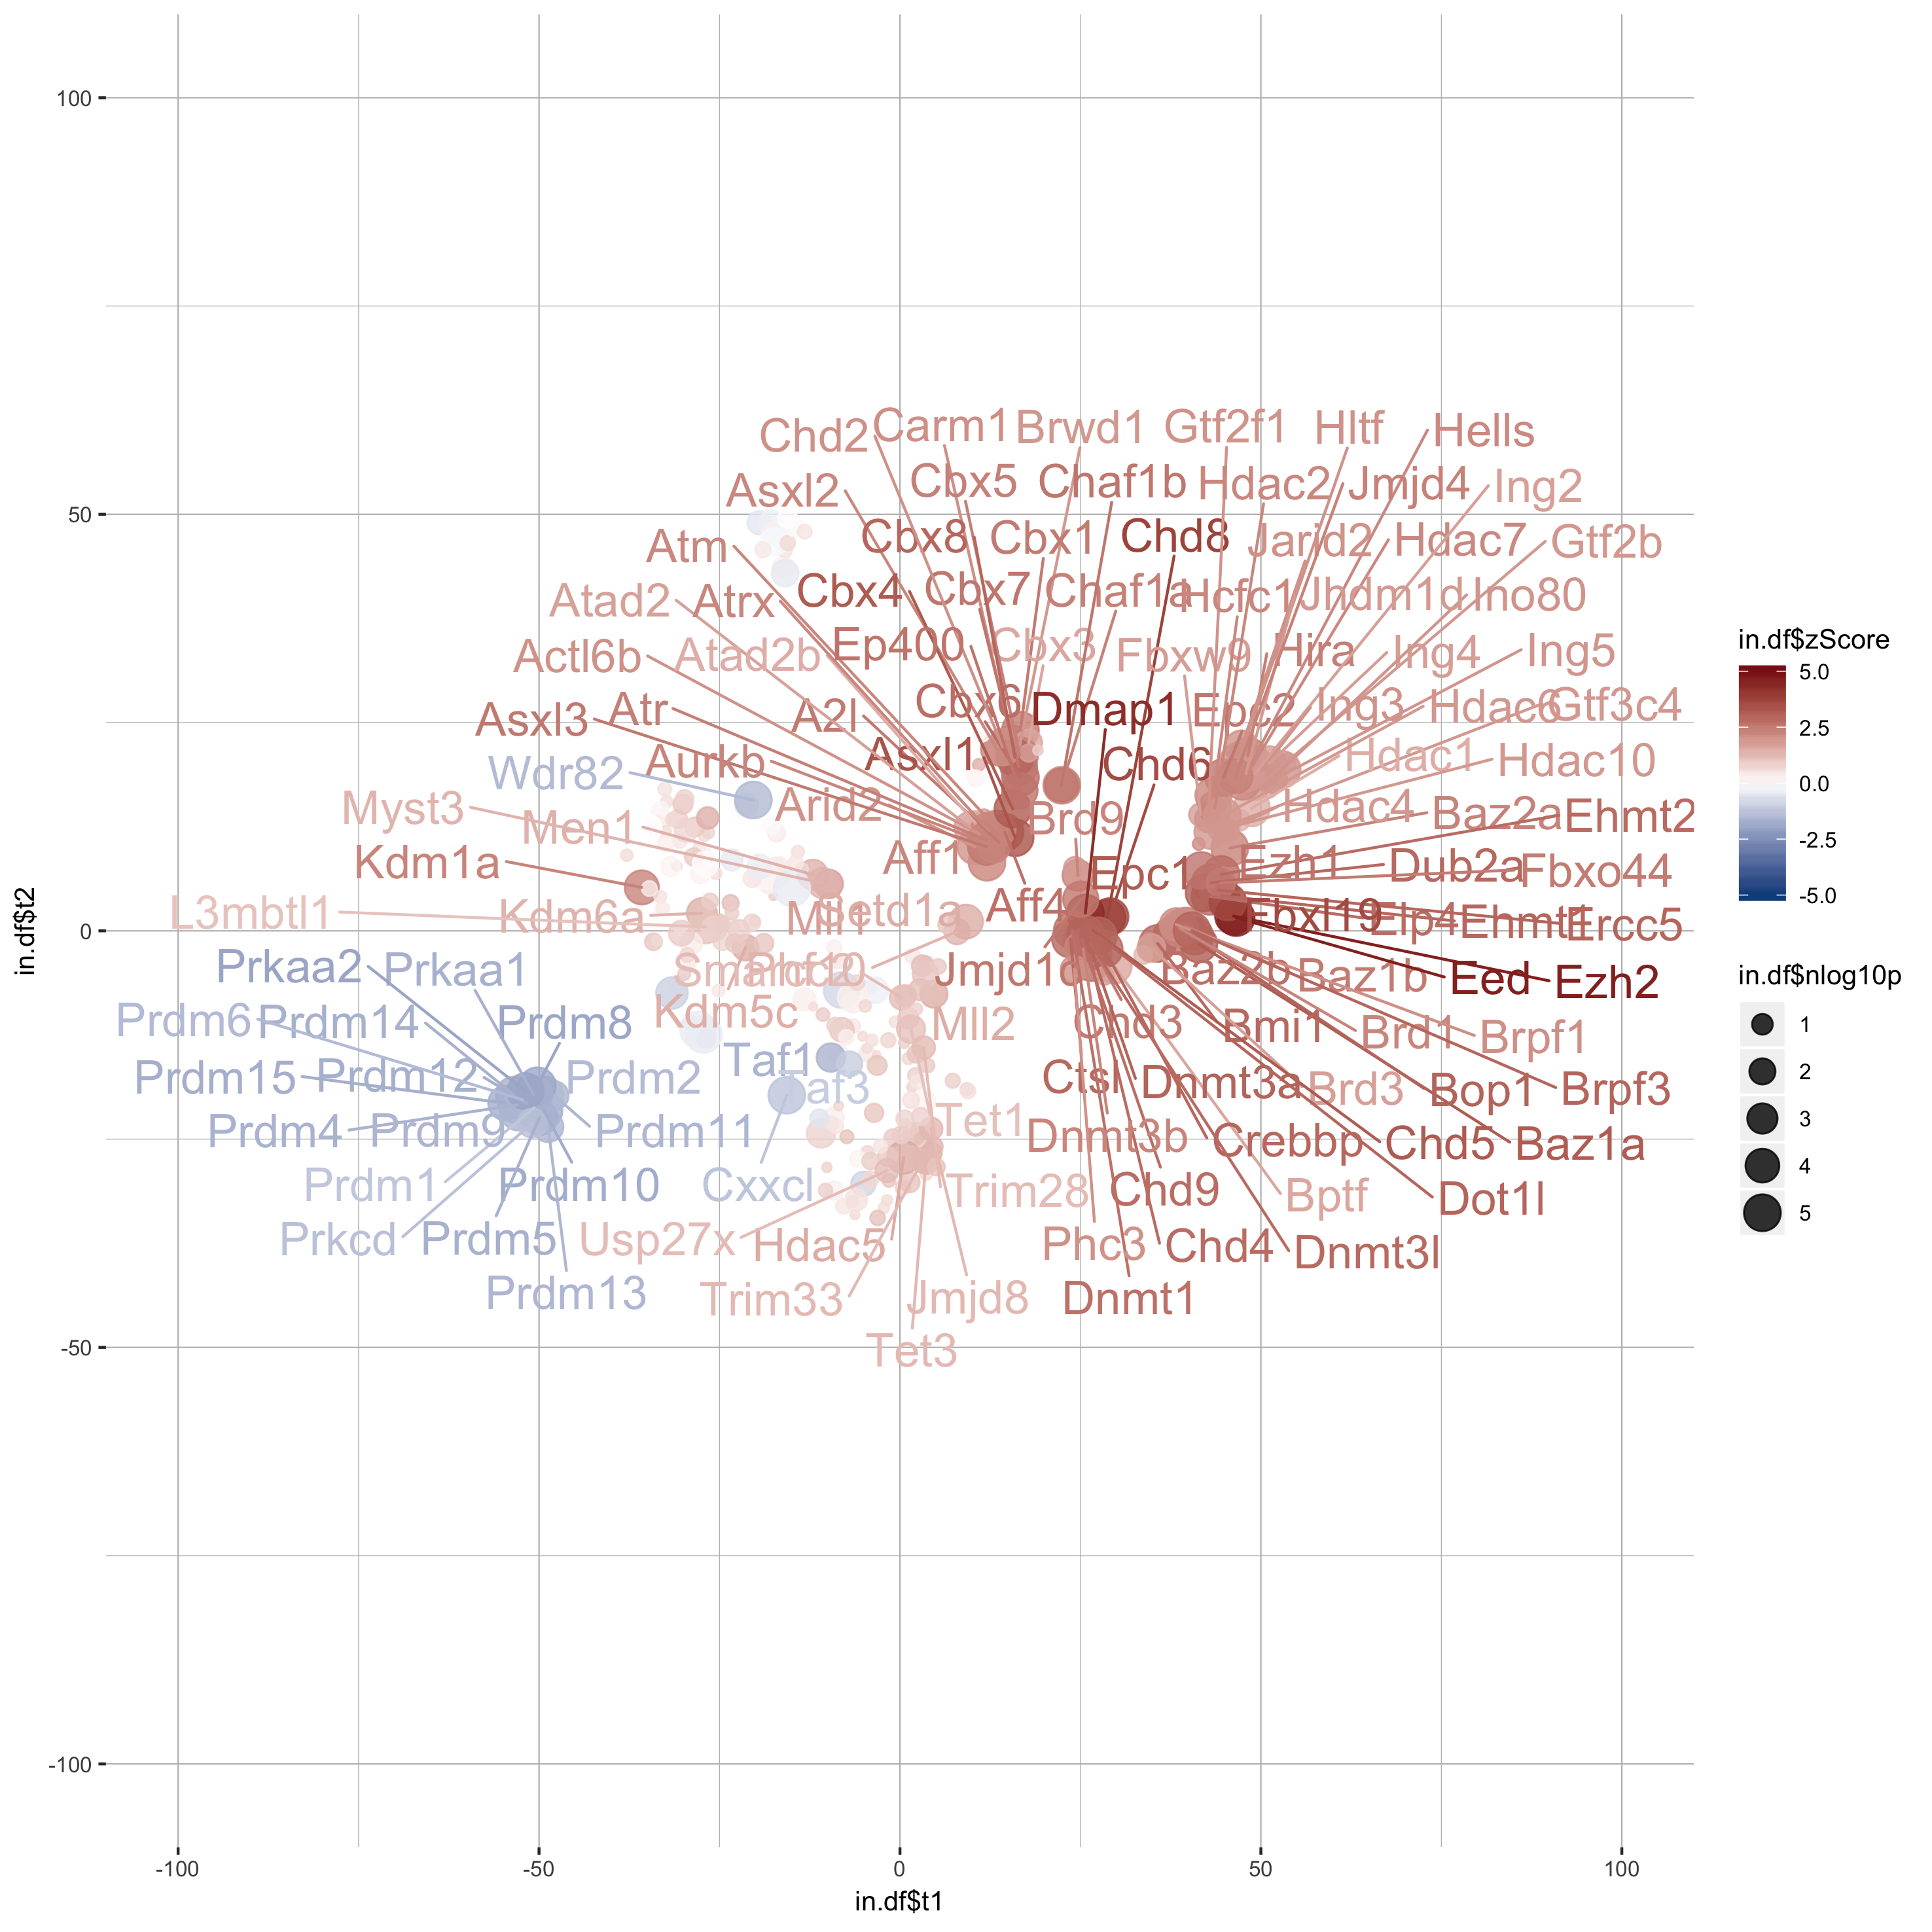 100
50
0
-50
-100
in.df$t2
-100
-50
0
50
100
in.df$t1
Chd2
Carm1
Brwd1
Gtf2f1
Hltf
Hells
Asxl2
Cbx5
Chaf1b
Hdac2
Jmjd4
Ing2
Atm
Cbx8
Cbx1
Chd8
Jarid2
Hdac7
Gtf2b
Atad2
Atrx
Cbx4
Cbx7
Chaf1a
Hcfc1
Jhdm1d
Ino80
Actl6b
Atad2b
Ep400
Cbx3
Fbxw9
Hira
Ing4
Ing5
Asxl3
Atr
A2l
Cbx6
Dmap1
Epc2
Ing3
Hdac6
Gtf3c4
Wdr82
Aurkb
Asxl1
Chd6
Hdac1
Hdac10
Myst3
Men1
Arid2
Brd9
Hdac4
Baz2a
Ehmt2
Kdm1a
Aff1
Epc1
Ezh1
Dub2a
Fbxo44
L3mbtl1
Kdm6a
Mll1
Setd1a
Aff4
Fbxl19
Elp4
Ehmt1
Ercc5
Prkaa2
Prkaa1
Phf10
Jmjd1c
Baz2b
Baz1b
Eed
Ezh2
Prdm6
Prdm14
Prdm8
Kdm5c
Mll2
Chd3
Bmi1
Brd1
Brpf1
Prdm15
Prdm12
Prdm2
Taf1
Taf3
Ctsl
Dnmt3a
Brd3
Bop1
Brpf3
Prdm4
Prdm9
Prdm11
Tet1
Dnmt3b
Crebbp
Chd5
Baz1a
Prdm1
Prdm10
Cxxcl
Trim28
Chd9
Bptf
Dot1l
Prkcd
Prdm5
Usp27x
Hdac5
Phc3
Chd4
Dnmt3l
Prdm13
Trim33
Jmjd8
Dnmt1
Tet3
in.df$zScore
5.0
2.5
0.0
-2.5
-5.0
in.df$nlog10p
1
2
3
4
5